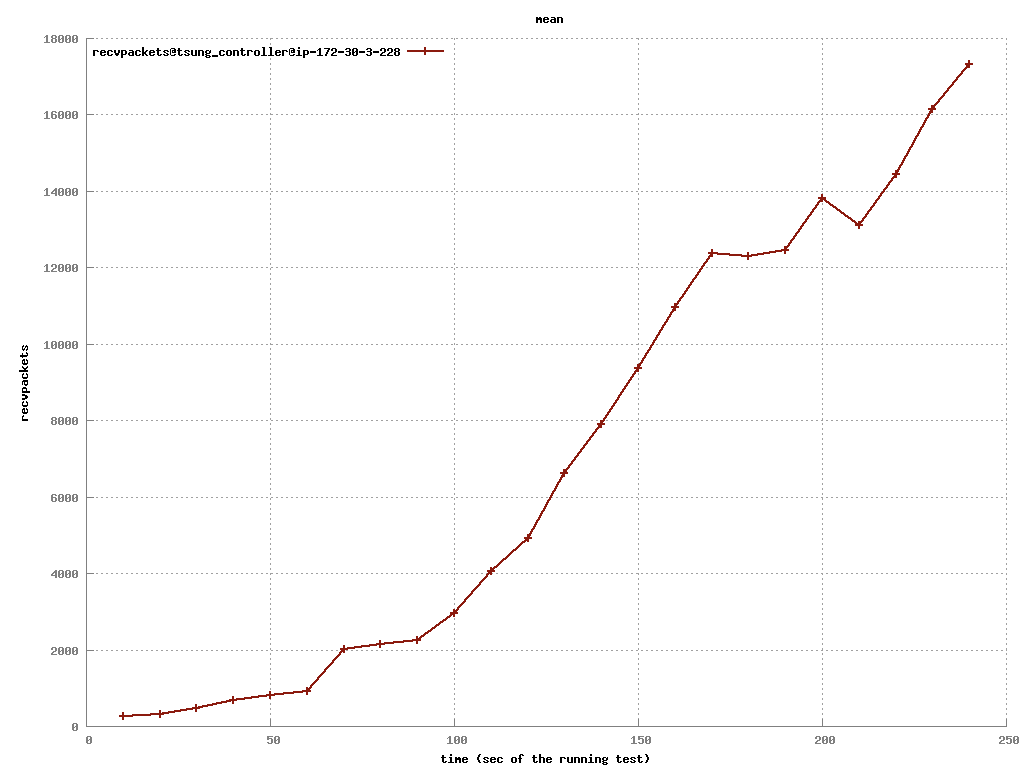 mean
18000
recvpackets@tsung_controller@ip-172-30-3-228
16000
14000
12000
10000
recvpackets
8000
6000
4000
2000
0
0 50 100 150 200 250
time (sec of the running test)